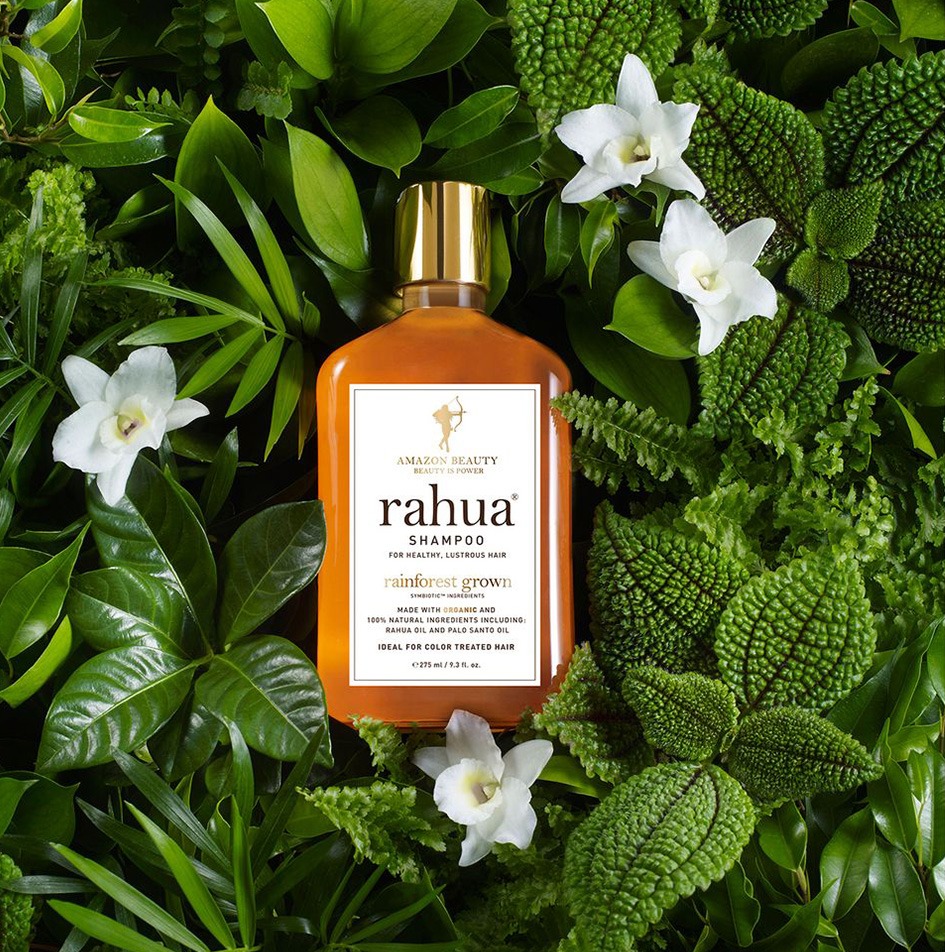 AMAZON BEAUTY
BEAUTY IS POWER
rahua®
SHAMPOO
FOR HEALTHY, LUSTROUS HAIR
rainforest grown
SYMBIOTIC™ INGREDIENTS
MADE WITH ORGANIC AND
100% NATURAL INGREDIENTS INCLUDING:
RAHUA OIL AND PALO SANTO OIL
IDEAL FOR COLOR TREATED HAIR
℮275 ml / 9.3 fl. oz.